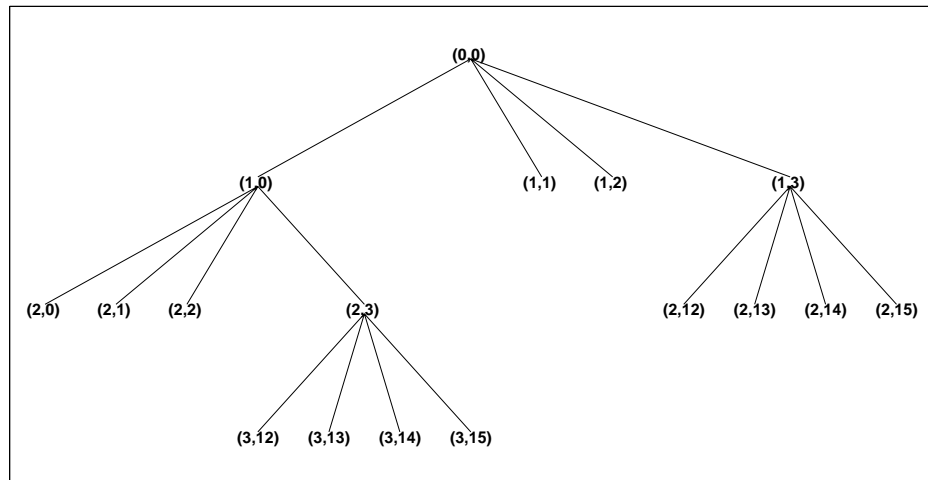 (0,0)
(1,0) (1,1) (1,2) (1,3)
(2,0) (2,1) (2,2) (2,3) (2,12) (2,13) (2,14) (2,15)
(3,12) (3,13) (3,14) (3,15)